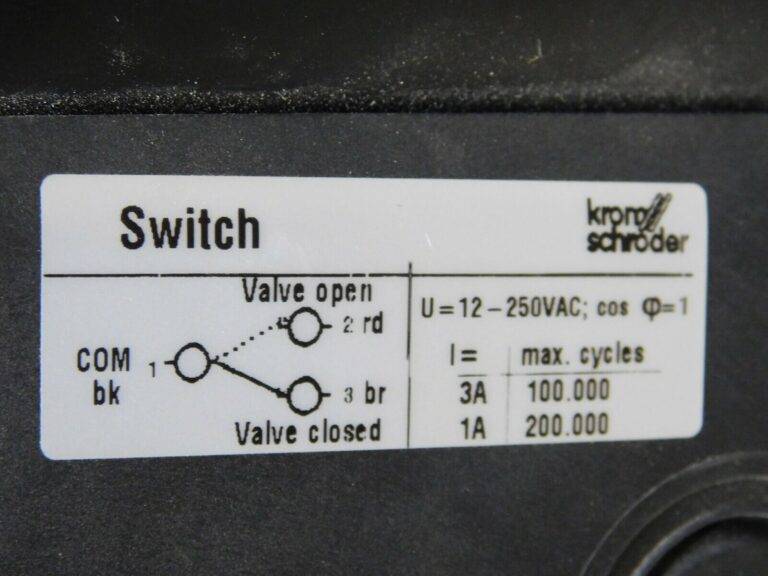 Switch
krom
schröder
Valve open
2 rd
COM 1
bk
3 br
Valve closed
U=12-250VAC; cos φ=1
I= max. cycles
3A 100.000
1A 200.000